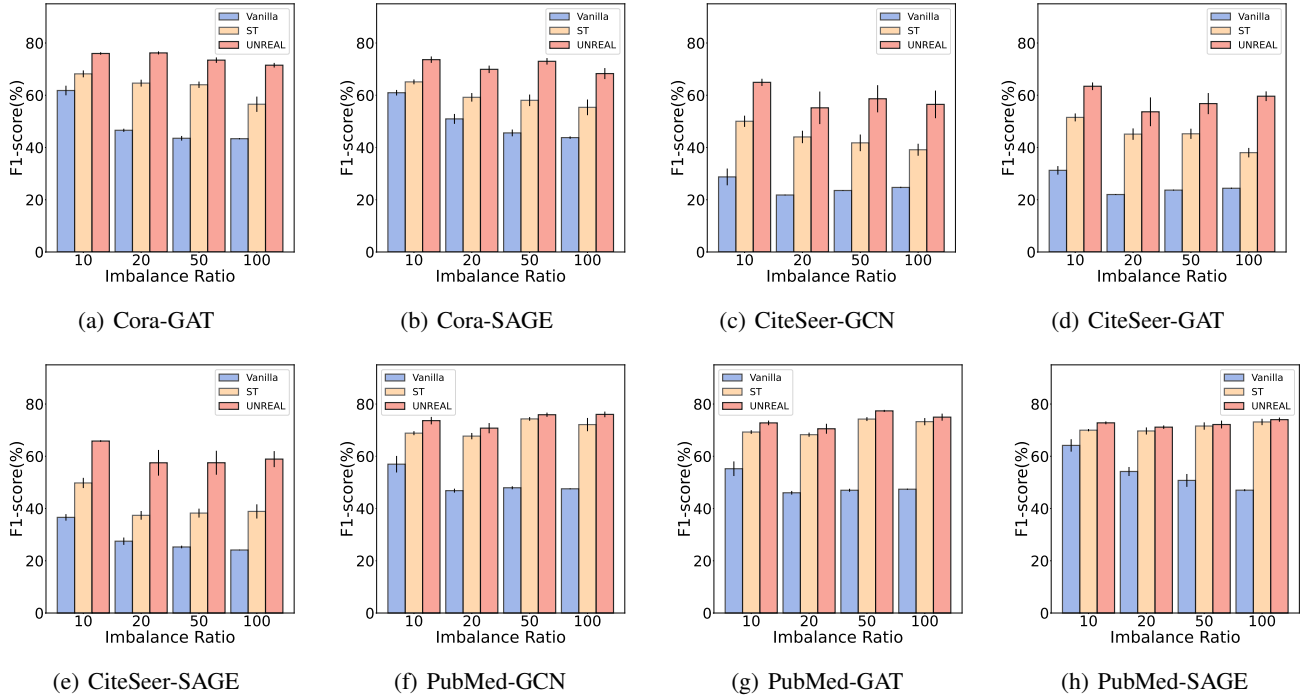 Vanilla
ST
UNREAL
F1-score(%)
80
60
40
20
0
10 20 50 100
Imbalance Ratio
(a) Cora-GAT
Vanilla
ST
UNREAL
F1-score(%)
80
60
40
20
0
10 20 50 100
Imbalance Ratio
(b) Cora-SAGE
Vanilla
ST
UNREAL
F1-score(%)
80
60
40
20
0
10 20 50 100
Imbalance Ratio
(c) CiteSeer-GCN
Vanilla
ST
UNREAL
F1-score(%)
80
60
40
20
0
10 20 50 100
Imbalance Ratio
(d) CiteSeer-GAT
Vanilla
ST
UNREAL
F1-score(%)
80
60
40
20
0
10 20 50 100
Imbalance Ratio
(e) CiteSeer-SAGE
Vanilla
ST
UNREAL
F1-score(%)
80
60
40
20
0
10 20 50 100
Imbalance Ratio
(f) PubMed-GCN
Vanilla
ST
UNREAL
F1-score(%)
80
60
40
20
0
10 20 50 100
Imbalance Ratio
(g) PubMed-GAT
Vanilla
ST
UNREAL
F1-score(%)
80
60
40
20
0
10 20 50 100
Imbalance Ratio
(h) PubMed-SAGE